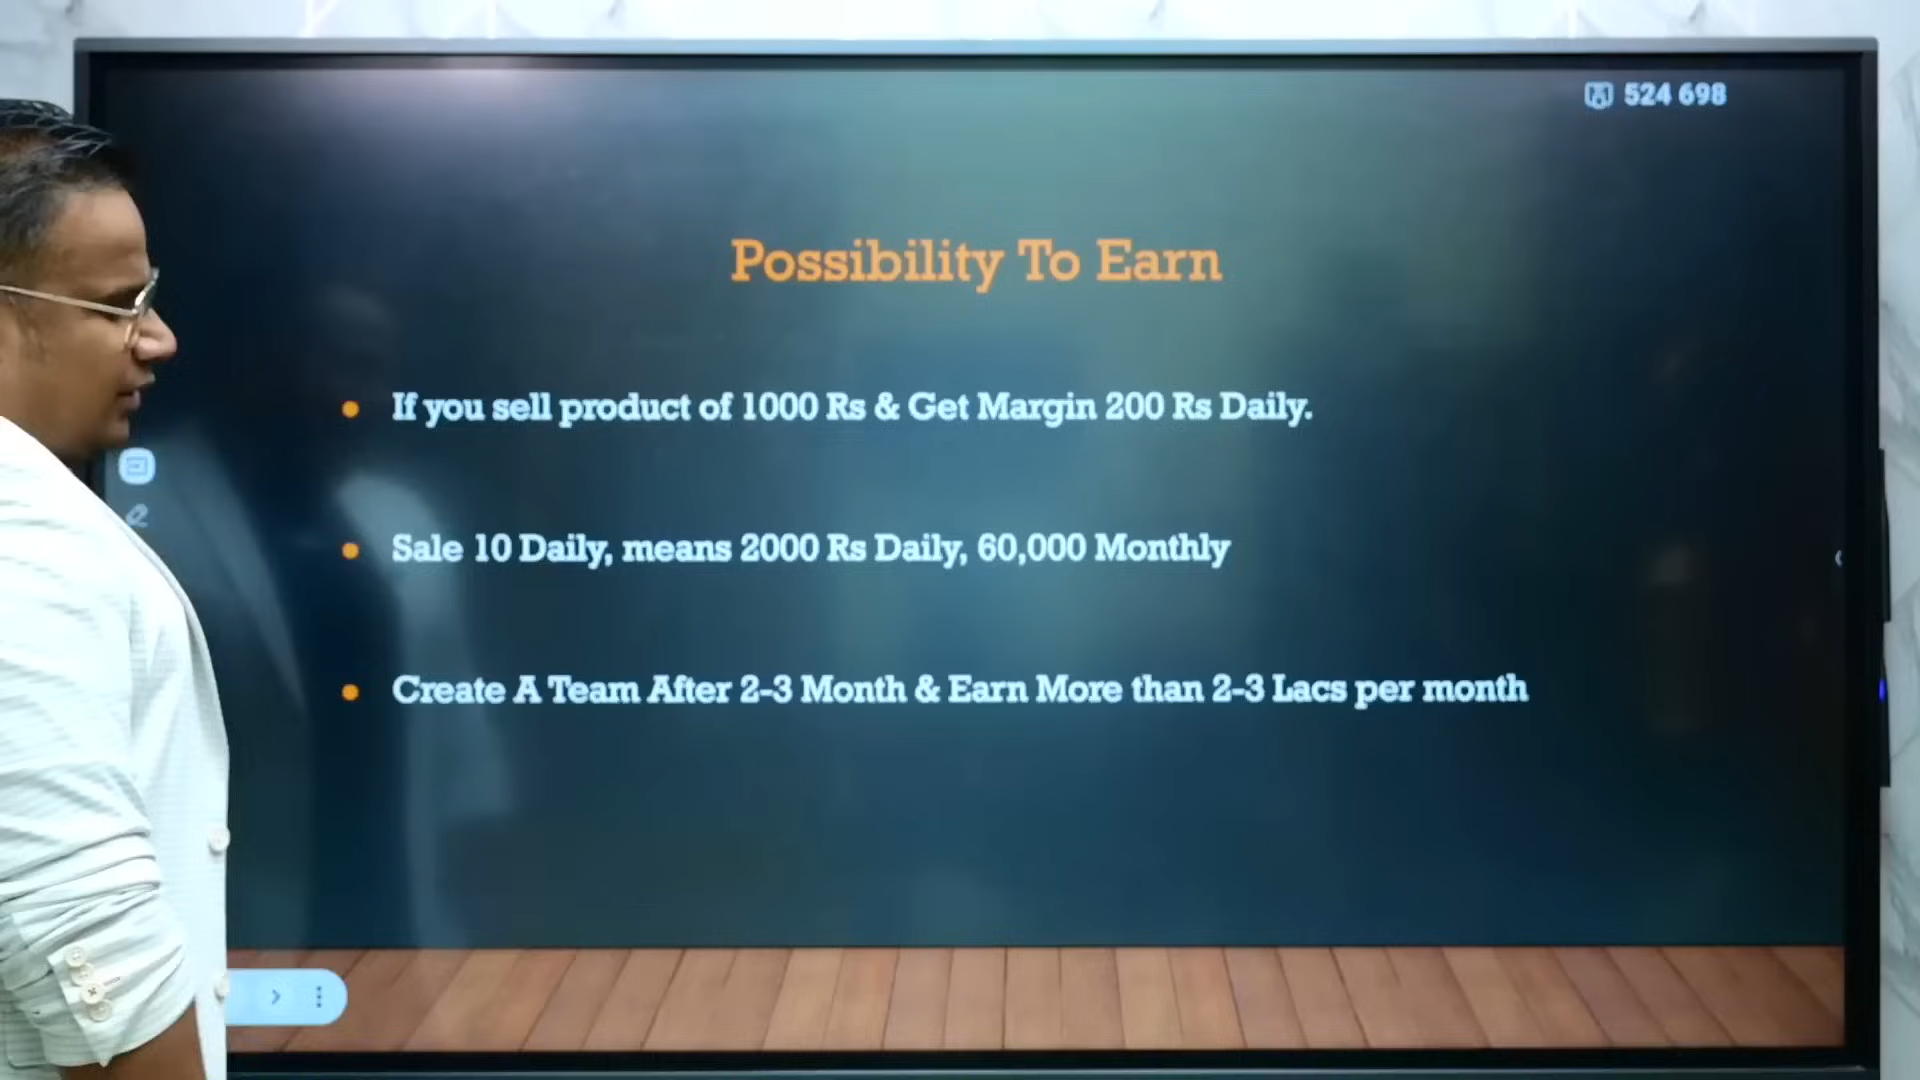 524 698
Possibility To Earn
If you sell product of 1000 Rs & Get Margin 200 Rs Daily.
Sale 10 Daily, means 2000 Rs Daily, 60,000 Monthly
Create A Team After 2-3 Month & Earn More than 2-3 Lacs per month